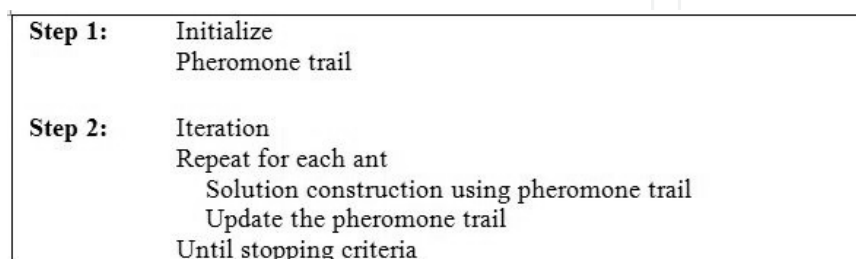 Step 1: Initialize
Pheromone trail
Step 2: Iteration
Repeat for each ant
Solution construction using pheromone trail
Update the pheromone trail
Until stopping criteria